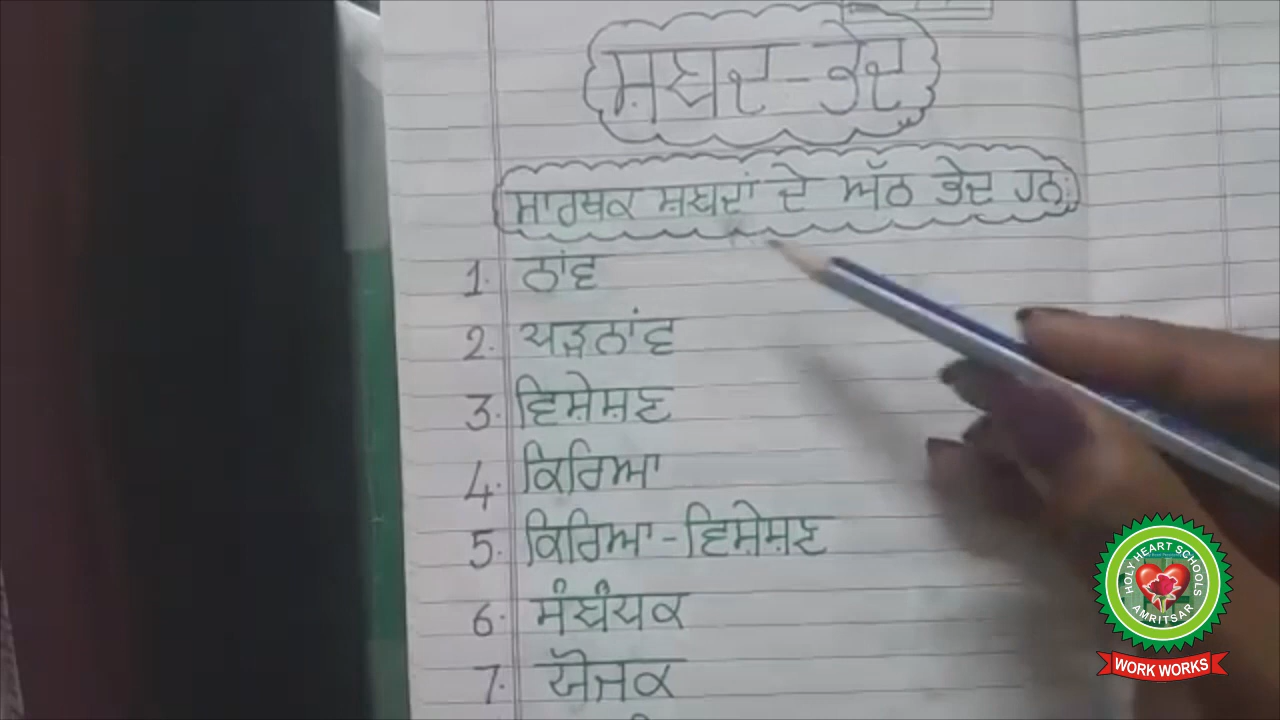 ਸ਼ਬਦ-ਭੇਦ
ਸਾਰਥਕ ਸ਼ਬਦਾਂ ਦੇ ਅੱਠ ਭੇਦ ਹਨ:
1. ਨਾਂਵ
2. ਪੜਨਾਂਵ
3. ਵਿਸ਼ੇਸ਼ਣ
4. ਕਿਰਿਆ
5. ਕਿਰਿਆ-ਵਿਸ਼ੇਸ਼ਣ
6. ਸੰਬੰਧਕ
7. ਯੋਜਕ
HOLY HEART SCHOOLS
AMRITSAR
WORK WORKS